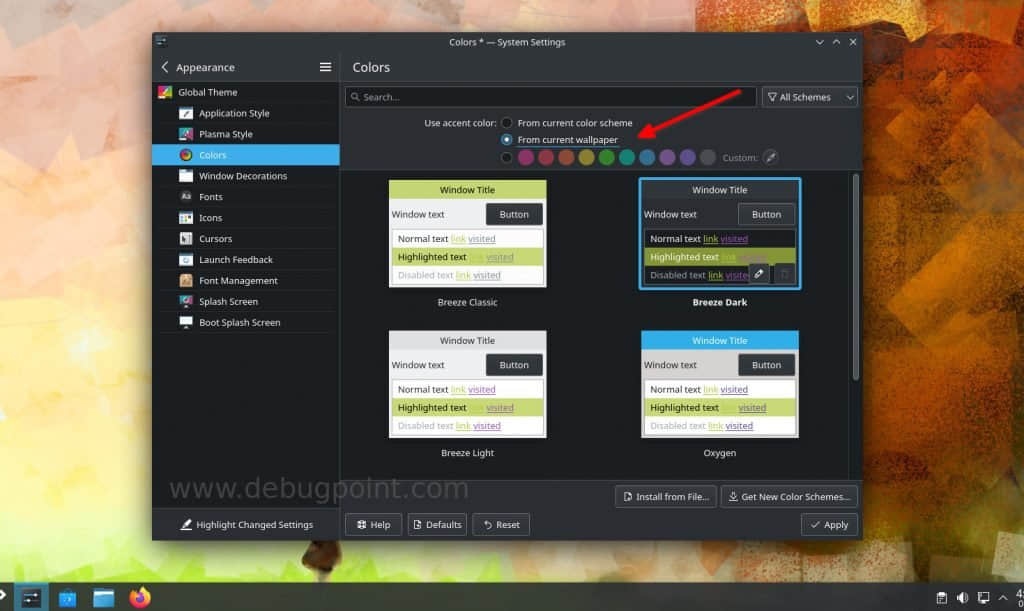 Colors * — System Settings
Appearance
Colors
Global Theme
Application Style
Plasma Style
Colors
Window Decorations
Fonts
Icons
Cursors
Launch Feedback
Font Management
Splash Screen
Boot Splash Screen
Highlight Changed Settings
Search...
All Schemes
Use accent color:
From current color scheme
From current wallpaper
Custom:
Window Title
Window text
Button
Normal text link visited
Highlighted text link visited
Disabled text link visited
Breeze Classic
Window Title
Window text
Button
Normal text link visited
Highlighted text link
Disabled text link
Breeze Dark
Window Title
Window text
Button
Normal text link visited
Highlighted text link visited
Disabled text link visited
Breeze Light
Window Title
Window text
Button
Normal text link visited
Highlighted text link visited
Disabled text link visited
Oxygen
www.debugpoint.com
Install from File...
Get New Color Schemes...
Help
Defaults
Reset
Apply